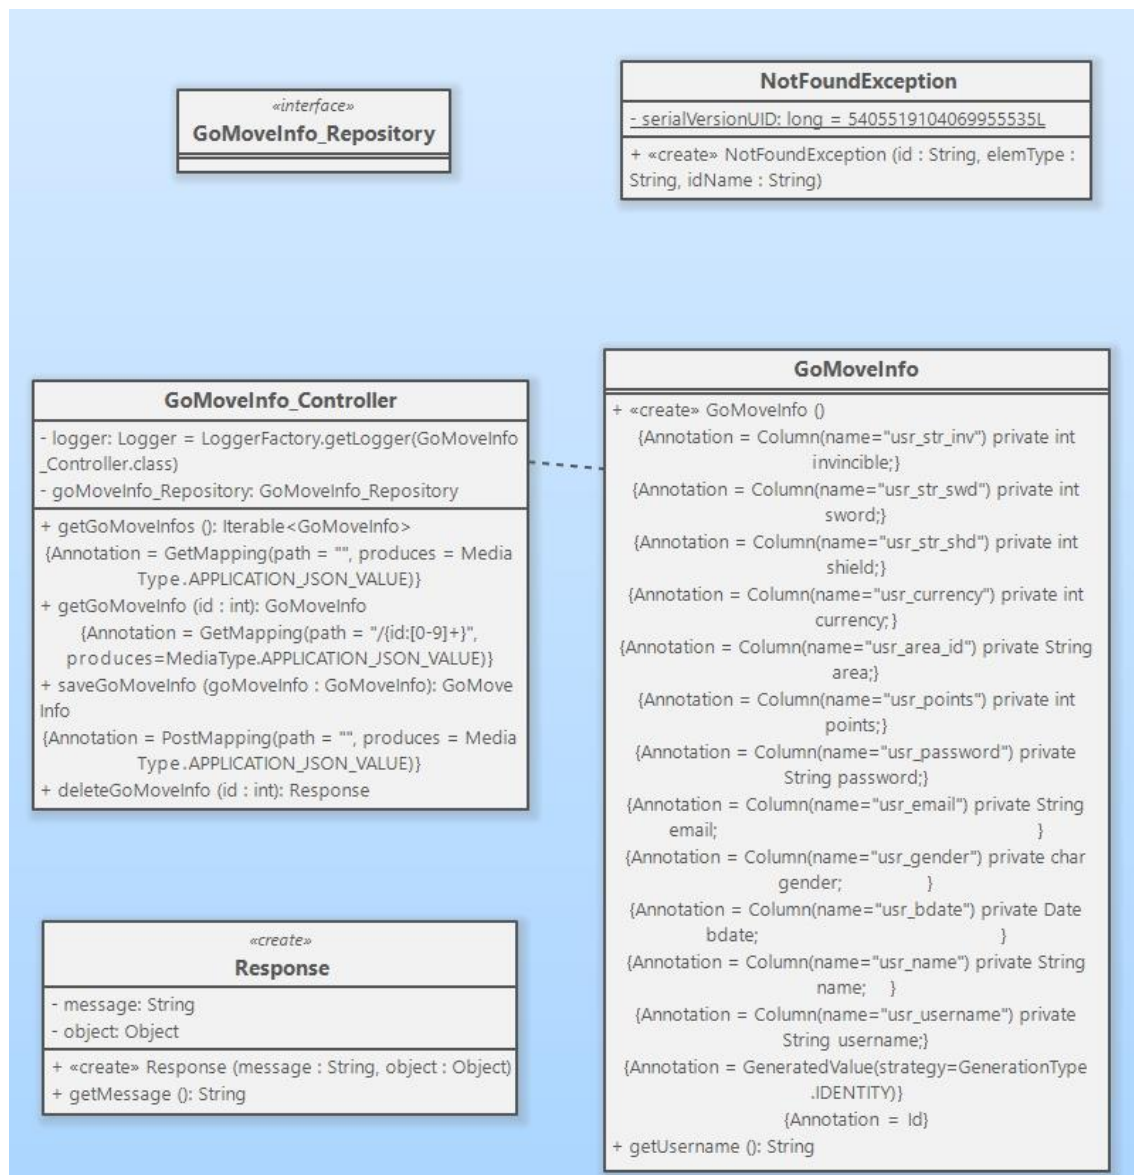 «interface»
GoMoveInfo_Repository
NotFoundException
- serialVersionUID: long = 5405519104069955535L
+ «create» NotFoundException (id : String, elemType :
String, idName : String)
GoMoveInfo_Controller
- logger: Logger = LoggerFactory.getLogger(GoMoveInfo
_Controller.class)
- goMoveInfo_Repository: GoMoveInfo_Repository
+ getGoMoveInfos (): Iterable<GoMoveInfo>
{Annotation = GetMapping(path = "", produces = Media
Type.APPLICATION_JSON_VALUE)}
+ getGoMoveInfo (id : int): GoMoveInfo
{Annotation = GetMapping(path = "/{id:[0-9]+}",
produces=MediaType.APPLICATION_JSON_VALUE)}
+ saveGoMoveInfo (goMoveInfo : GoMoveInfo): GoMove
Info
{Annotation = PostMapping(path = "", produces = Media
Type.APPLICATION_JSON_VALUE)}
+ deleteGoMoveInfo (id : int): Response
GoMoveInfo
+ «create» GoMoveInfo ()
{Annotation = Column(name="usr_str_inv") private int
invincible;}
{Annotation = Column(name="usr_str_swd") private int
sword;}
{Annotation = Column(name="usr_str_shd") private int
shield;}
{Annotation = Column(name="usr_currency") private int
currency;}
{Annotation = Column(name="usr_area_id") private String
area;}
{Annotation = Column(name="usr_points") private int
points;}
{Annotation = Column(name="usr_password") private
String password;}
{Annotation = Column(name="usr_email") private String
email; }
{Annotation = Column(name="usr_gender") private char
gender; }
{Annotation = Column(name="usr_bdate") private Date
bdate; }
{Annotation = Column(name="usr_name") private String
name; }
{Annotation = Column(name="usr_username") private
String username;}
{Annotation = GeneratedValue(strategy=GenerationType
.IDENTITY)}
{Annotation = Id}
+ getUsername (): String
«create»
Response
- message: String
- object: Object
+ «create» Response (message : String, object : Object)
+ getMessage (): String